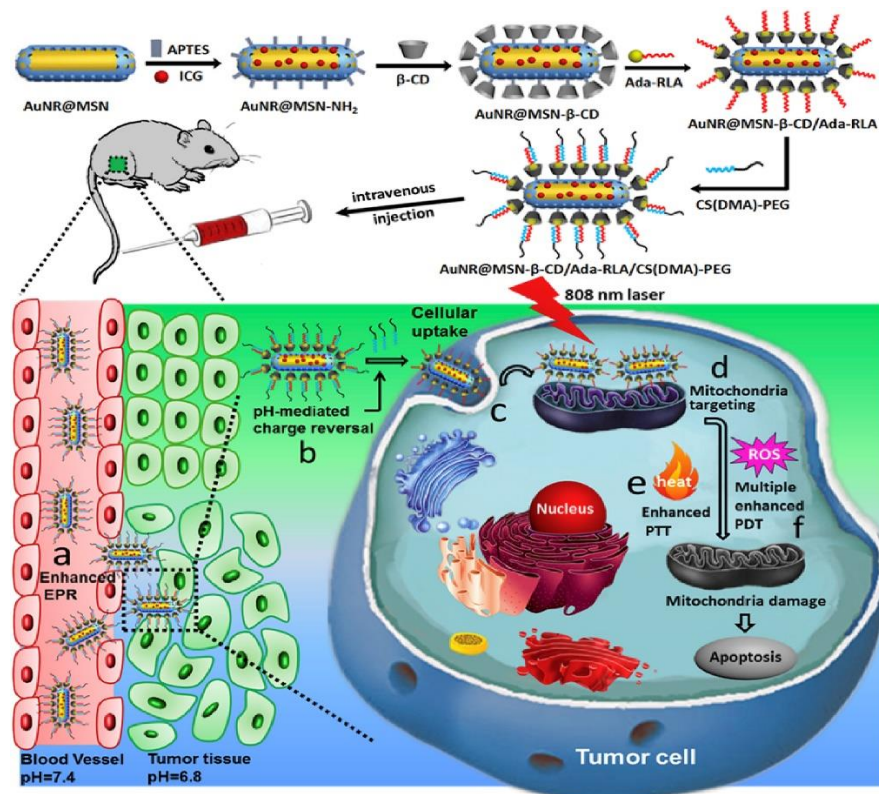 APTES
ICG
β-CD
Ada-RLA
AuNR@MSN
AuNR@MSN-NH₂
AuNR@MSN-β-CD
AuNR@MSN-β-CD/Ada-RLA
CS(DMA)-PEG
intravenous
injection
AuNR@MSN-β-CD/Ada-RLA/CS(DMA)-PEG
808 nm laser
Cellular
uptake
pH-mediated
charge reversal
b
c
d
Mitochondria
targeting
ROS
heat
e
Enhanced
PTT
Multiple
enhanced
PDT
f
Nucleus
a
Enhanced
EPR
Mitochondria damage
Apoptosis
Tumor cell
Blood Vessel
pH=7.4
Tumor tissue
pH=6.8